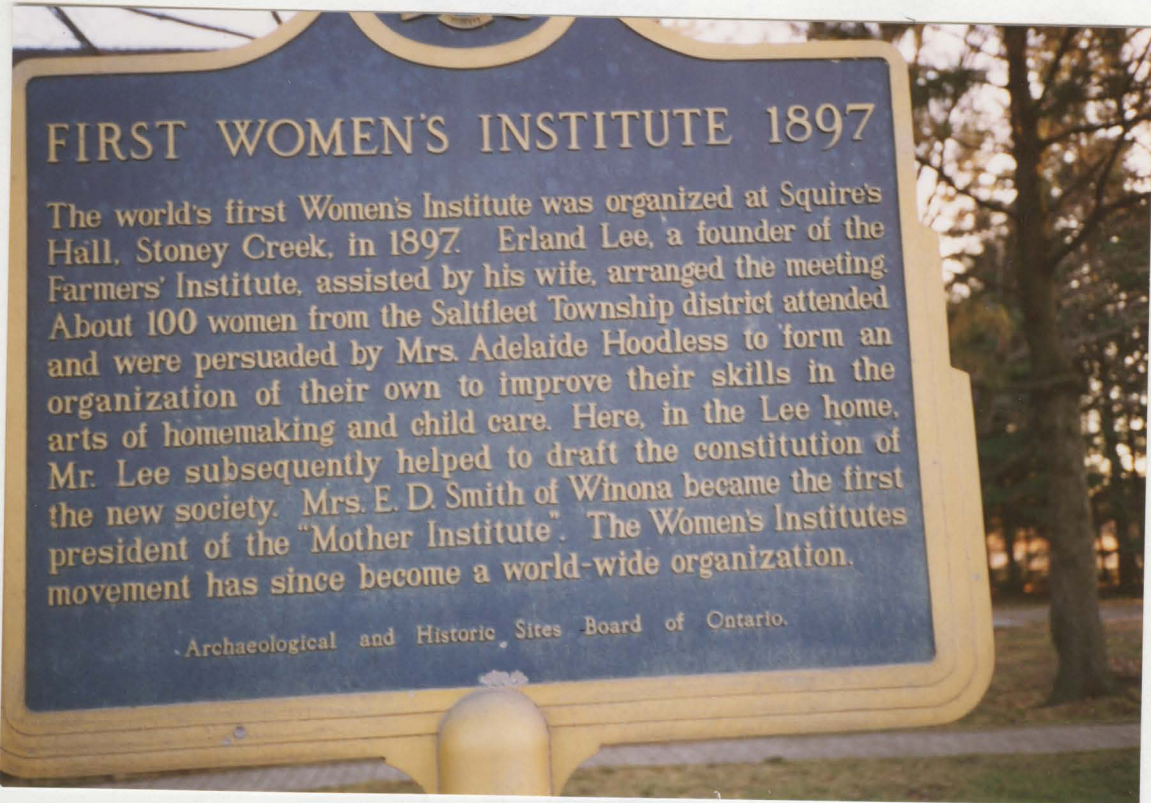 FIRST WOMEN'S INSTITUTE 1897
The world's first Women's Institute was organized at Squire's
Hall, Stoney Creek, in 1897. Erland Lee, a founder of the
Farmers' Institute, assisted by his wife, arranged the meeting.
About 100 women from the Saltfleet Township district attended
and were persuaded by Mrs. Adelaide Hoodless to form an
organization of their own to improve their skills in the
arts of homemaking and child care. Here, in the Lee home,
Mr. Lee subsequently helped to draft the constitution of
the new society. Mrs. E. D. Smith of Winona became the first
president of the "Mother Institute". The Women's Institutes
movement has since become a world-wide organization.
Archaeological and Historic Sites Board of Ontario.